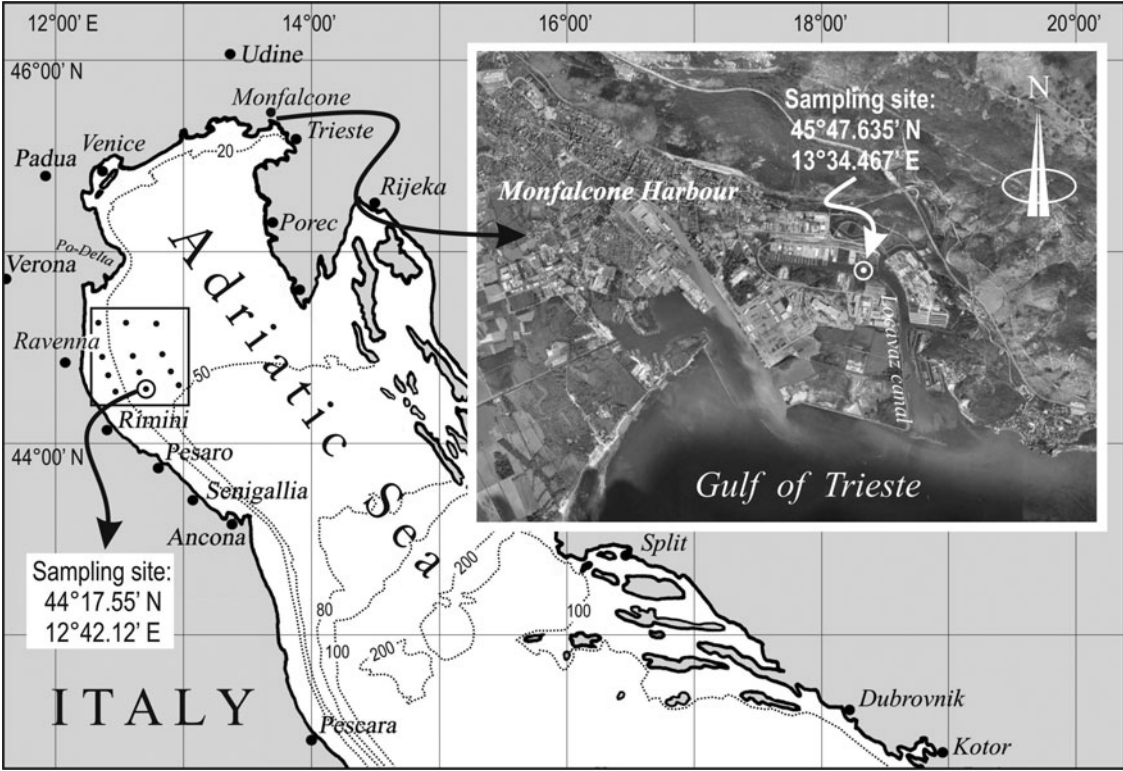 12°00’ E
14°00’
16°00’
18°00’
20°00’
46°00’ N
Udine
Monfalcone
Trieste
Venice
20
Padua
Rijeka
Porec
Po-Delta
Verona
Ravenna
50
Adriatic Sea
Rimini
44°00’ N
Pesaro
Senigallia
Ancona
Sampling site:
44°17.55’ N
12°42.12’ E
Sampling site:
45°47.635’ N
13°34.467’ E
N
Monfalcone Harbour
Locavaz canal
Gulf of Trieste
Split
200
80
100
100
200
ITALY
Dubrovnik
Pescara
Kotor